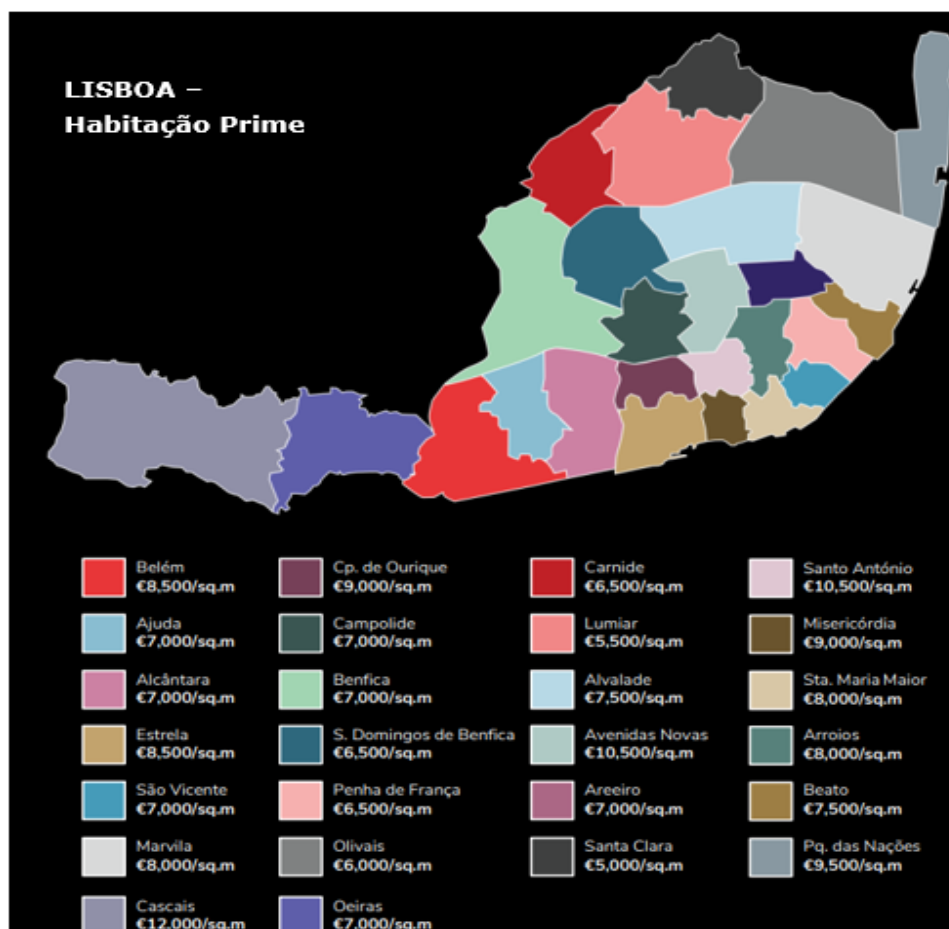 LISBOA –
Habitação Prime
Belém
€8,500/sq.m
Cp. de Ourique
€9,000/sq.m
Carnide
€6,500/sq.m
Santo António
€10,500/sq.m
Ajuda
€7,000/sq.m
Campolide
€7,000/sq.m
Lumiar
€5,500/sq.m
Misericórdia
€9,000/sq.m
Alcântara
€7,000/sq.m
Benfica
€7,000/sq.m
Alvalade
€7,500/sq.m
Sta. Maria Maior
€8,000/sq.m
Estrela
€8,500/sq.m
S. Domingos de Benfica
€6,500/sq.m
Avenidas Novas
€10,500/sq.m
Arroios
€8,000/sq.m
São Vicente
€7,000/sq.m
Penha de França
€6,500/sq.m
Areeiro
€7,000/sq.m
Beato
€7,500/sq.m
Marvila
€8,000/sq.m
Olivais
€6,000/sq.m
Santa Clara
€5,000/sq.m
Pq. das Nações
€9,500/sq.m
Cascais
€12,000/sq.m
Oeiras
€7,000/sq.m